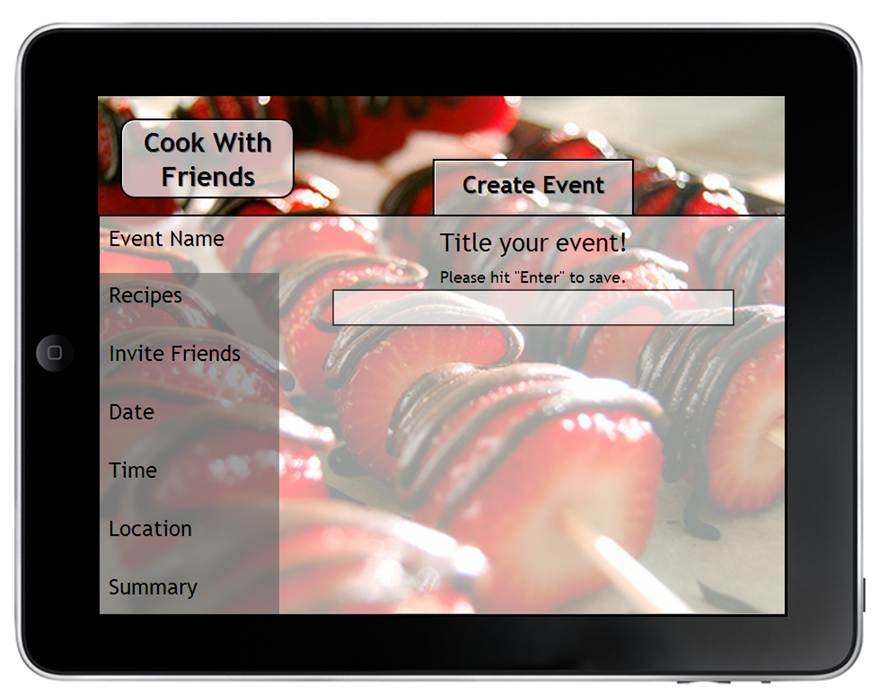 Cook With
Friends
Create Event
Event Name
Title your event!
Please hit "Enter" to save.
Recipes
Invite Friends
Date
Time
Location
Summary